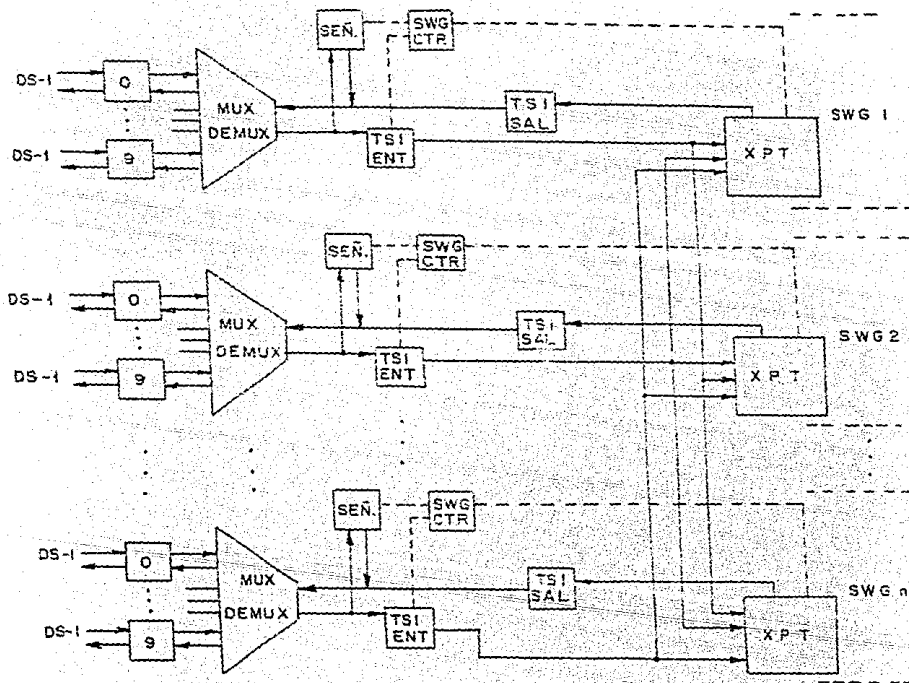 SEÑ.
SWG
CTR
DS-1
0
MUX
DEMUX
TSI
SAL
SWG 1
TSI
ENT
XPT
DS-1
9
SEÑ.
SWG
CTR
DS-1
0
MUX
DEMUX
TSI
SAL
SWG 2
TSI
ENT
XPT
DS-1
9
SEÑ.
SWG
CTR
DS-1
0
MUX
DEMUX
TSI
SAL
SWG n
TSI
ENT
XPT
DS-1
9